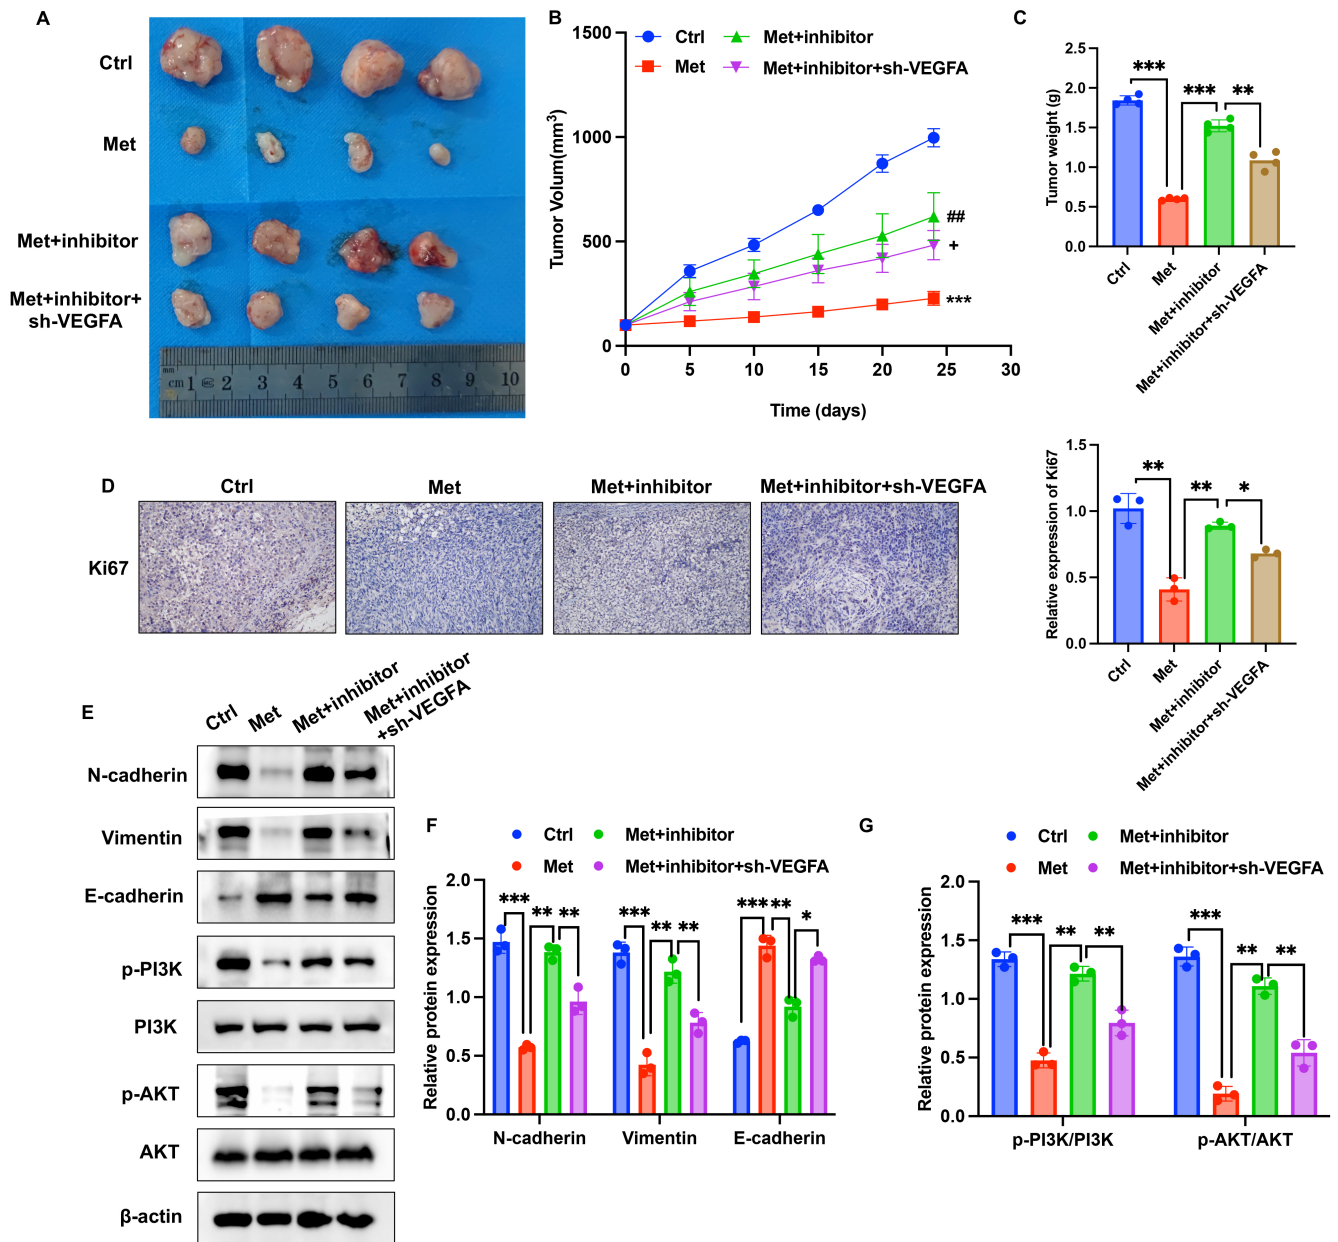 A
Ctrl
Met
Met+inhibitor
Met+inhibitor+
sh-VEGFA
mm
cm 1 2 3 4 5 6 7 8 9 10
B
Ctrl
Met+inhibitor
Met
Met+inhibitor+sh-VEGFA
Tumor Volum(mm³)
1500
1000
500
0
##
+
***
0 5 10 15 20 25 30
Time (days)
C
Tumor weight (g)
2.5
2.0
1.5
1.0
0.5
0.0
*** *** **
Ctrl
Met
Met+inhibitor
Met+inhibitor+sh-VEGFA
D
Ctrl
Met
Met+inhibitor
Met+inhibitor+sh-VEGFA
Ki67
Relative expression of Ki67
1.5
1.0
0.5
0.0
** ** *
Ctrl
Met
Met+inhibitor
Met+inhibitor+sh-VEGFA
E
Ctrl
Met
Met+inhibitor
Met+inhibitor
+sh-VEGFA
N-cadherin
Vimentin
E-cadherin
p-PI3K
PI3K
p-AKT
AKT
β-actin
F
Ctrl
Met+inhibitor
Met
Met+inhibitor+sh-VEGFA
Relative protein expression
2.0
1.5
1.0
0.5
0.0
*** ** ** *** ** ** *** ** *
N-cadherin
Vimentin
E-cadherin
G
Ctrl
Met+inhibitor
Met
Met+inhibitor+sh-VEGFA
Relative protein expression
2.0
1.5
1.0
0.5
0.0
*** ** ** *** ** **
p-PI3K/PI3K
p-AKT/AKT